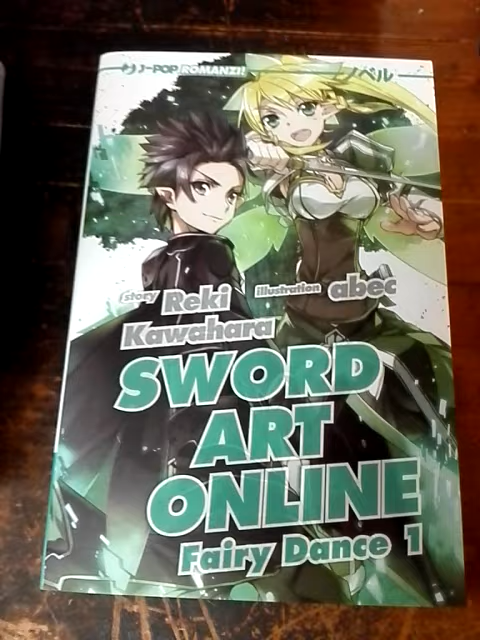 J-POP ROMANZI!
ノベル
story Reki
Kawahara
illustration abec
SWORD
ART
ONLINE
Fairy Dance 1